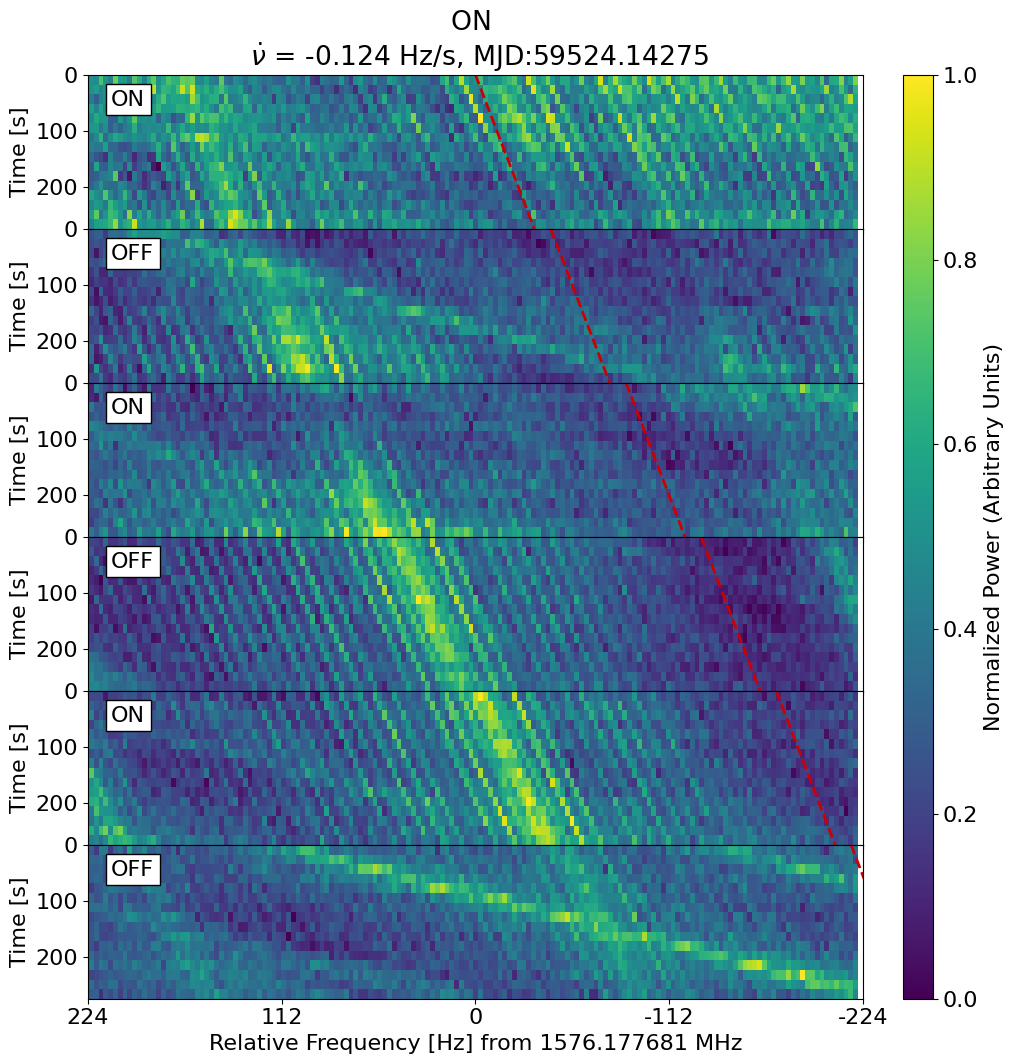 ON
ν̇ = -0.124 Hz/s, MJD:59524.14275
ON
OFF
ON
OFF
ON
OFF
Time [s]
0
100
200
Time [s]
0
100
200
Time [s]
0
100
200
Time [s]
0
100
200
Time [s]
0
100
200
Time [s]
0
100
200
224 112 0 -112 -224
Relative Frequency [Hz] from 1576.177681 MHz
1.0
0.8
0.6
0.4
0.2
0.0
Normalized Power (Arbitrary Units)